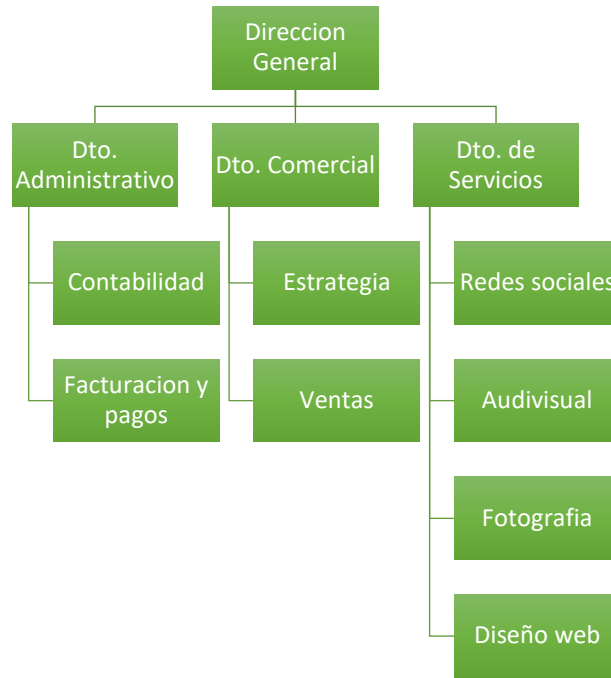 Direccion
General
Dto.
Administrativo
Dto. Comercial
Dto. de
Servicios
Contabilidad
Estrategia
Redes sociales
Facturacion y
pagos
Ventas
Audivisual
Fotografia
Diseño web